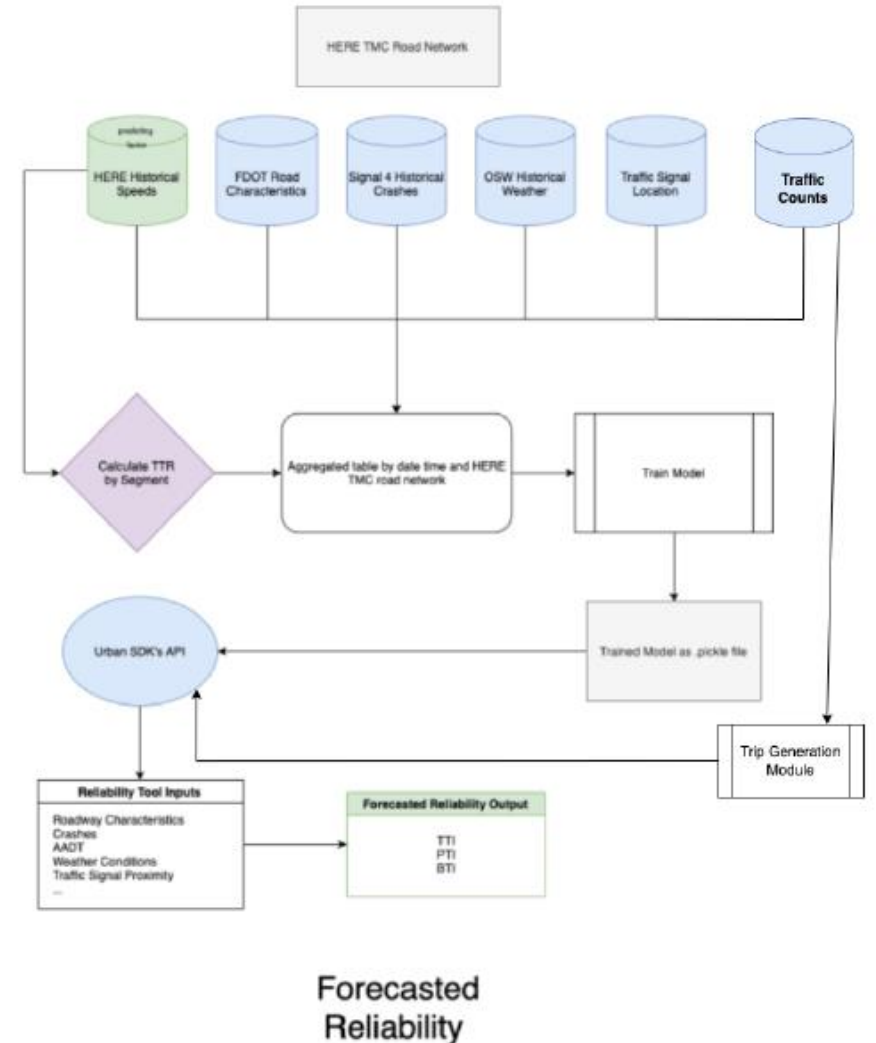 HERE TMC Road Network
predicting
factor
HERE Historical
Speeds
FDOT Road
Characteristics
Signal 4 Historical
Crashes
OSW Historical
Weather
Traffic Signal
Location
Traffic
Counts
Calculate TTR
by Segment
Aggregated table by date time and HERE
TMC road network
Train Model
Urban SDK's API
Trained Model as .pickle file
Trip Generation
Module
Reliability Tool Inputs
Roadway Characteristics
Crashes
AADT
Weather Conditions
Traffic Signal Proximity
...
Forecasted Reliability Output
TTI
PTI
BTI
Forecasted
Reliability